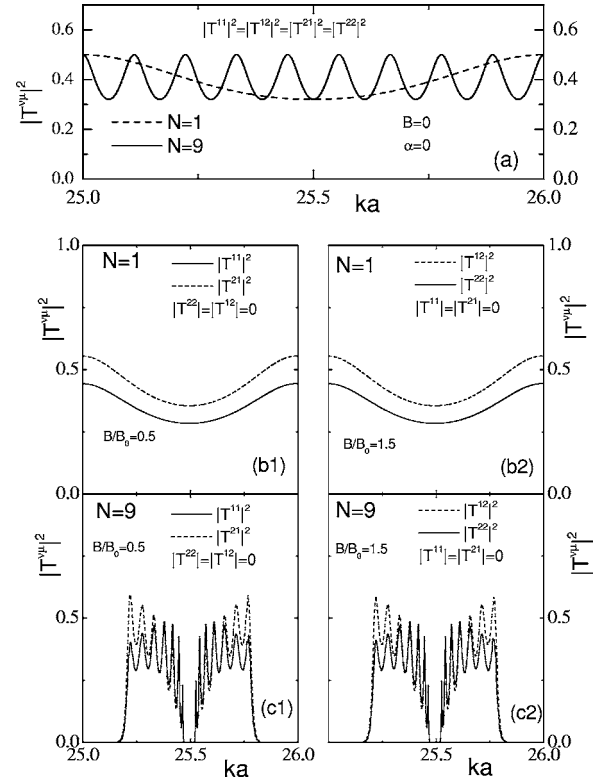 (a)
|T¹¹|²=|T¹²|²=|T²¹|²=|T²²|²
|Tᵛᵘ|²
0.6
0.4
0.2
0.0
0.6
0.4
0.2
0.0
N=1
N=9
B=0
α=0
25.0
25.5
26.0
ka
|Tᵛᵘ|²
1.0
0.5
0.0
N=1
|T¹¹|²
|T²¹|²
|T²²|=|T¹²|=0
B/B₀=0.5
(b1)
N=1
|T¹²|²
|T²²|²
|T¹¹|=|T²¹|=0
B/B₀=1.5
(b2)
1.0
0.5
0.0
|Tᵛᵘ|²
|Tᵛᵘ|²
0.5
0.0
N=9
|T¹¹|²
|T²¹|²
B/B₀=0.5
|T²²|=|T¹²|=0
(c1)
25.0
25.5
26.0
ka
N=9
|T¹²|²
|T²²|²
B/B₀=1.5
|T¹¹|=|T²¹|=0
(c2)
0.5
0.0
|Tᵛᵘ|²
25.5
26.0
ka